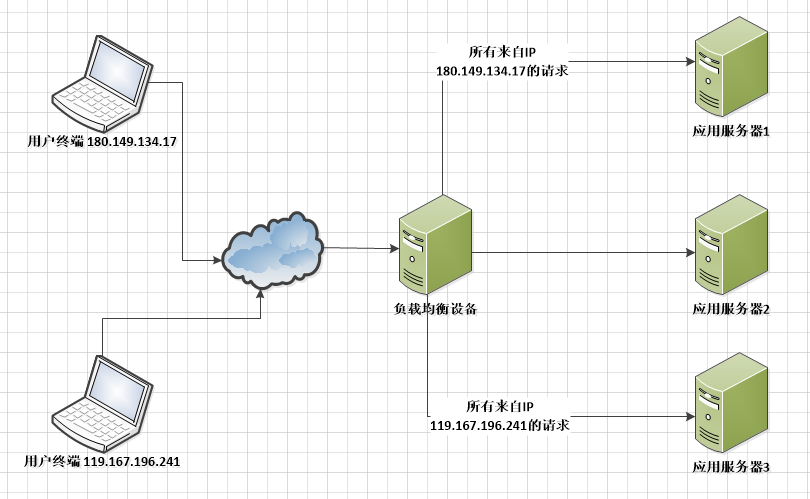 所有来自IP
180.149.134.17的请求
用户终端 180.149.134.17
应用服务器1
负载均衡设备
应用服务器2
所有来自IP
119.167.196.241的请求
用户终端 119.167.196.241
应用服务器3